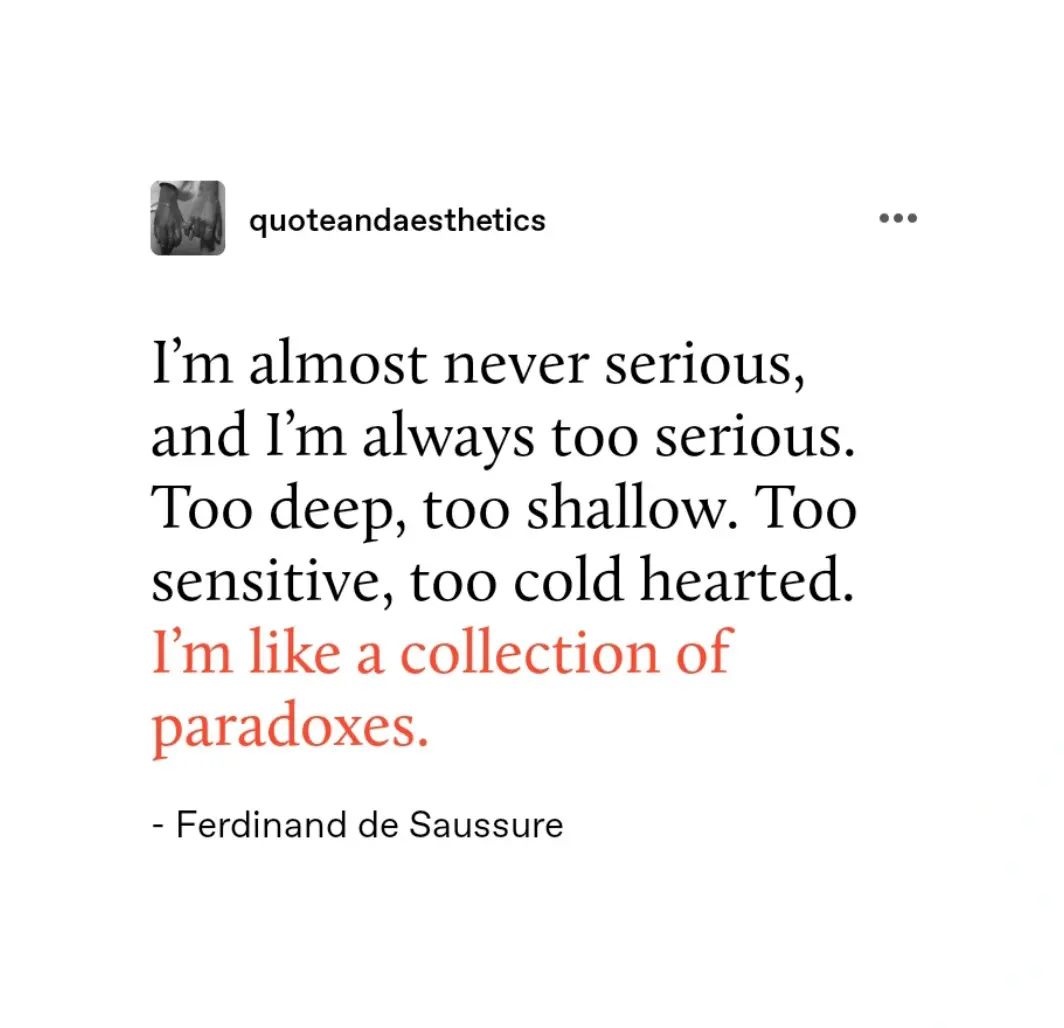 quoteandaesthetics
I’m almost never serious,
and I’m always too serious.
Too deep, too shallow. Too
sensitive, too cold hearted.
I’m like a collection of
paradoxes.
- Ferdinand de Saussure